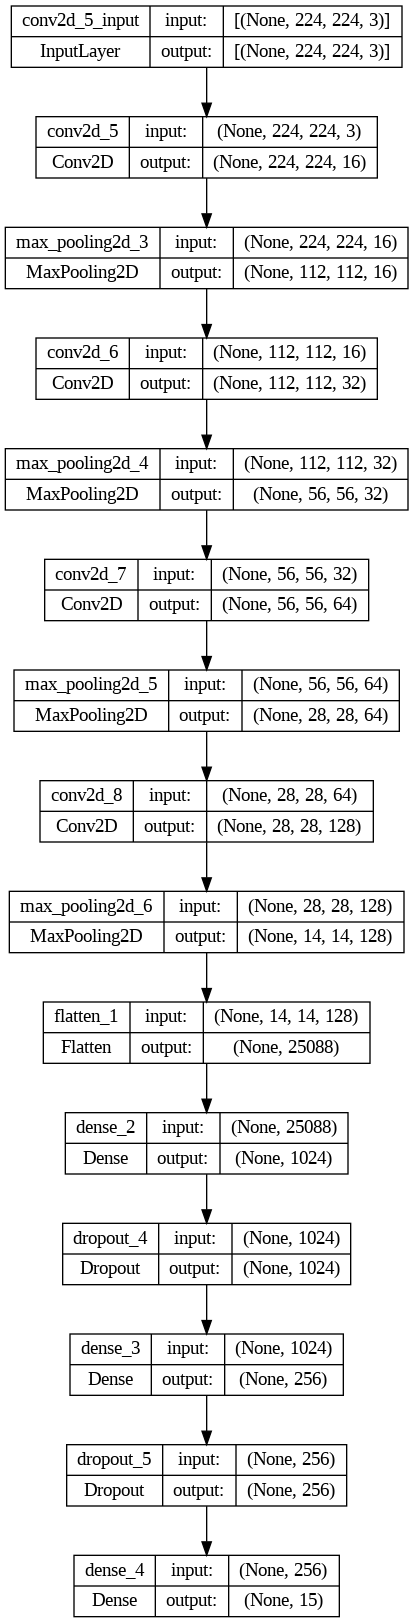 conv2d_5_input input: [(None, 224, 224, 3)]
InputLayer output: [(None, 224, 224, 3)]
conv2d_5 input: (None, 224, 224, 3)
Conv2D output: (None, 224, 224, 16)
max_pooling2d_3 input: (None, 224, 224, 16)
MaxPooling2D output: (None, 112, 112, 16)
conv2d_6 input: (None, 112, 112, 16)
Conv2D output: (None, 112, 112, 32)
max_pooling2d_4 input: (None, 112, 112, 32)
MaxPooling2D output: (None, 56, 56, 32)
conv2d_7 input: (None, 56, 56, 32)
Conv2D output: (None, 56, 56, 64)
max_pooling2d_5 input: (None, 56, 56, 64)
MaxPooling2D output: (None, 28, 28, 64)
conv2d_8 input: (None, 28, 28, 64)
Conv2D output: (None, 28, 28, 128)
max_pooling2d_6 input: (None, 28, 28, 128)
MaxPooling2D output: (None, 14, 14, 128)
flatten_1 input: (None, 14, 14, 128)
Flatten output: (None, 25088)
dense_2 input: (None, 25088)
Dense output: (None, 1024)
dropout_4 input: (None, 1024)
Dropout output: (None, 1024)
dense_3 input: (None, 1024)
Dense output: (None, 256)
dropout_5 input: (None, 256)
Dropout output: (None, 256)
dense_4 input: (None, 256)
Dense output: (None, 15)